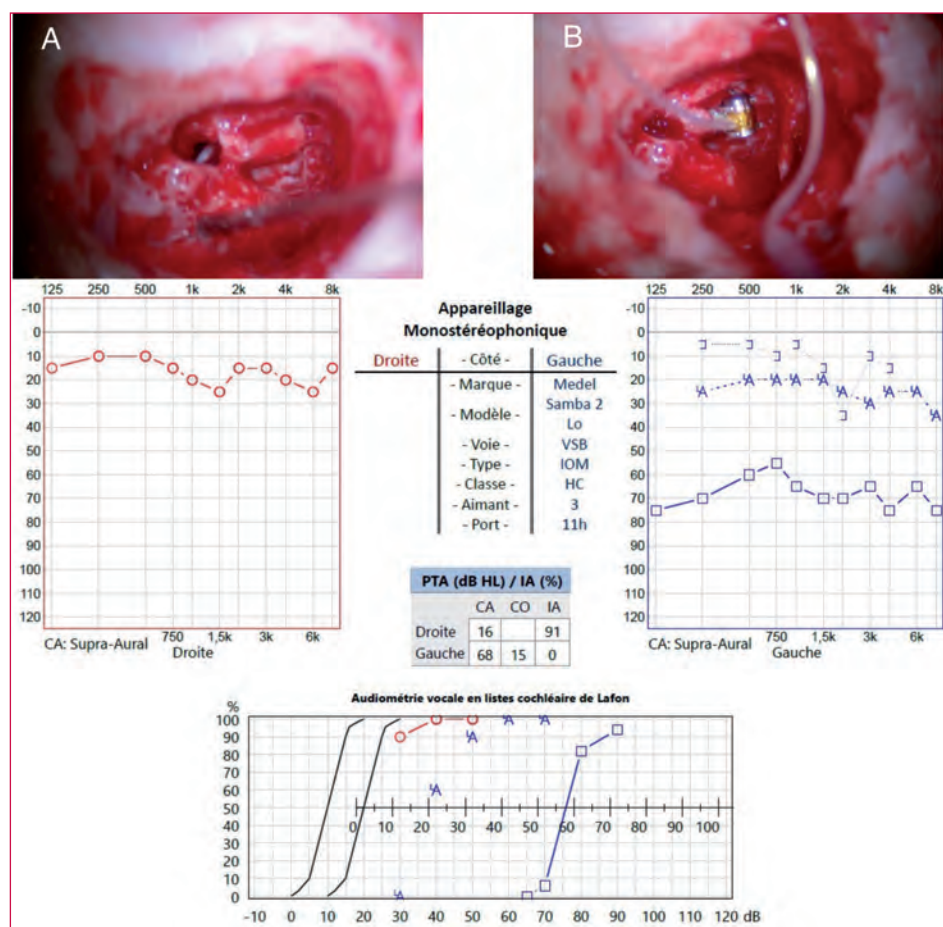 A
B
125 250 500 1k 2k 4k 8k
-10
0
10
20
30
40
50
60
70
80
90
100
110
120
750 1,5k 3k 6k
CA: Supra-Aural Droite
Appareillage
Monostéréophonique
Droite - Côté - Gauche
- Marque - Medel
- Modèle - Samba 2
Lo
- Voie - VSB
- Type - IOM
- Classe - HC
- Aimant - 3
- Port - 11h
PTA (dB HL) / IA (%)
CA CO IA
Droite 16 91
Gauche 68 15 0
125 250 500 1k 2k 4k 8k
-10
0
10
20
30
40
50
60
70
80
90
100
110
120
750 1,5k 3k 6k
CA: Supra-Aural Gauche
Audiométrie vocale en listes cochléaire de Lafon
%
100
90
80
70
60
50
40
30
20
10
0
0 10 20 30 40 50 60 70 80 90 100
-10 0 10 20 30 40 50 60 70 80 90 100 110 120 dB